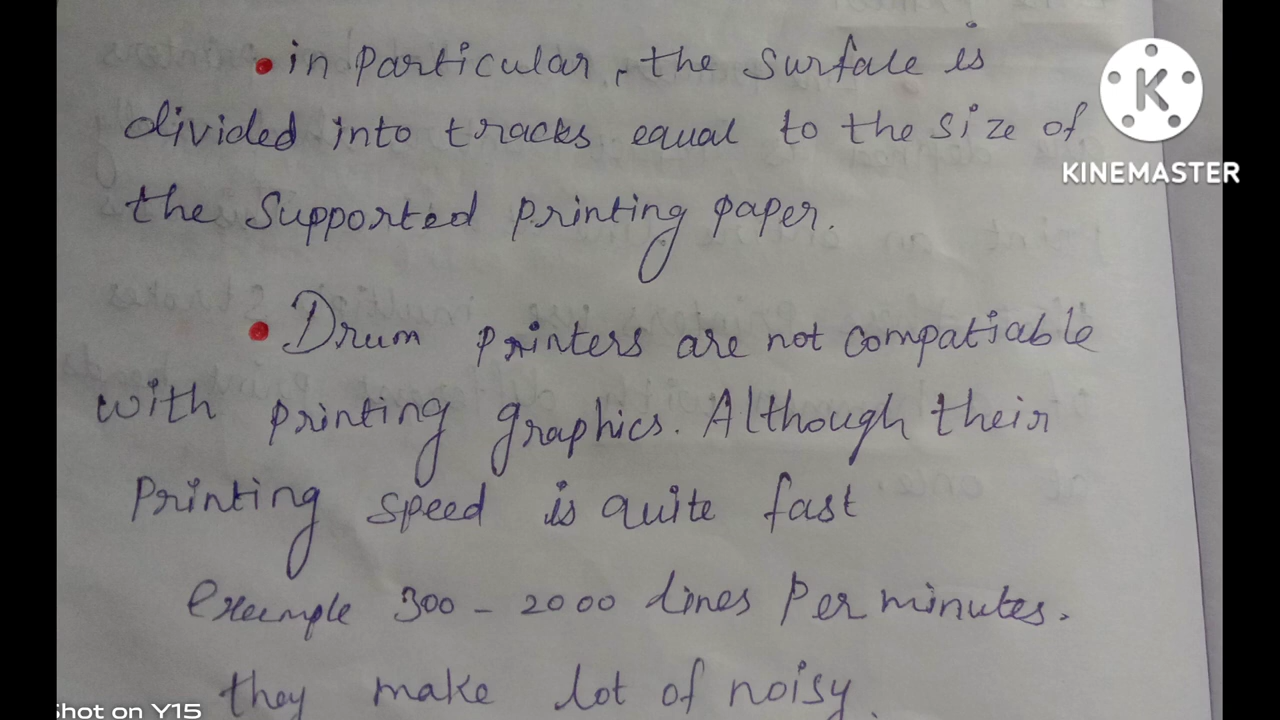 • in particular, the surface is
divided into tracks equal to the size of
the Supported printing paper.
• Drum printers are not compatiable
with printing graphics. Although their
printing speed is quite fast
example 300 - 2000 lines Per minutes.
they make lot of noisy.
K
KINEMASTER
Shot on Y15